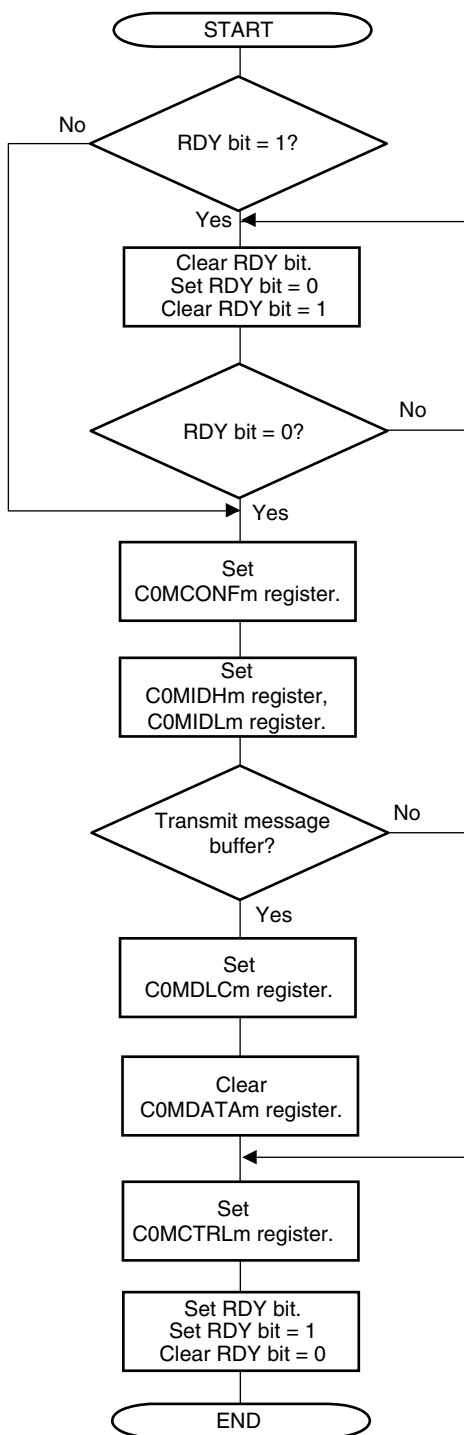 START
No
RDY bit = 1?
Yes
Clear RDY bit.
Set RDY bit = 0
Clear RDY bit = 1
No
RDY bit = 0?
Yes
Set
C0MCONFm register.
Set
C0MIDHm register,
C0MIDLm register.
No
Transmit message
buffer?
Yes
Set
C0MDLCm register.
Clear
C0MDATAm register.
Set
C0MCTRLm register.
Set RDY bit.
Set RDY bit = 1
Clear RDY bit = 0
END